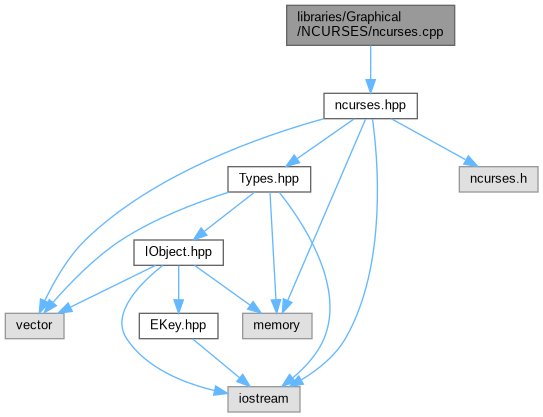 libraries/Graphical
/NCURSES/ncurses.cpp
ncurses.hpp
Types.hpp
ncurses.h
IObject.hpp
vector
EKey.hpp
memory
iostream